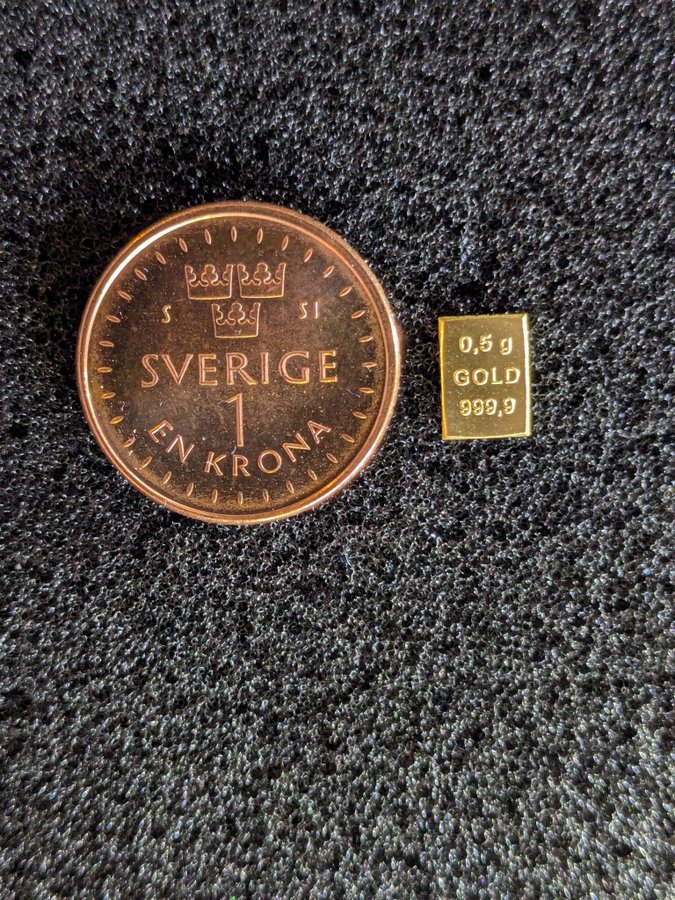 S SI
SVERIGE
1
EN KRONA
0,5 g
GOLD
999,9